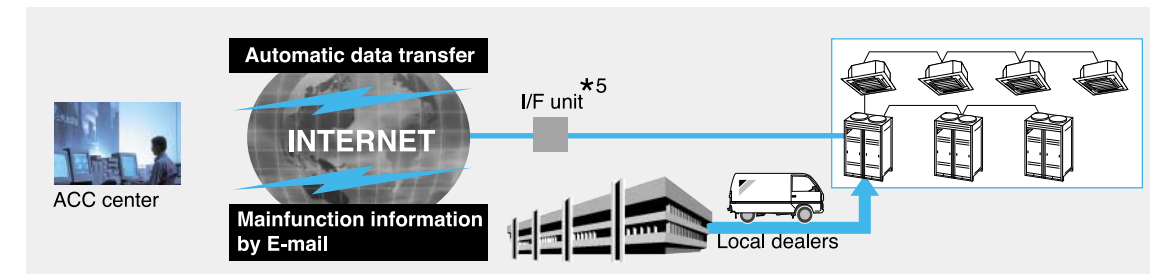 Automatic data transfer
INTERNET
Mainfunction information
by E-mail
ACC center
I/F unit*5
Local dealers